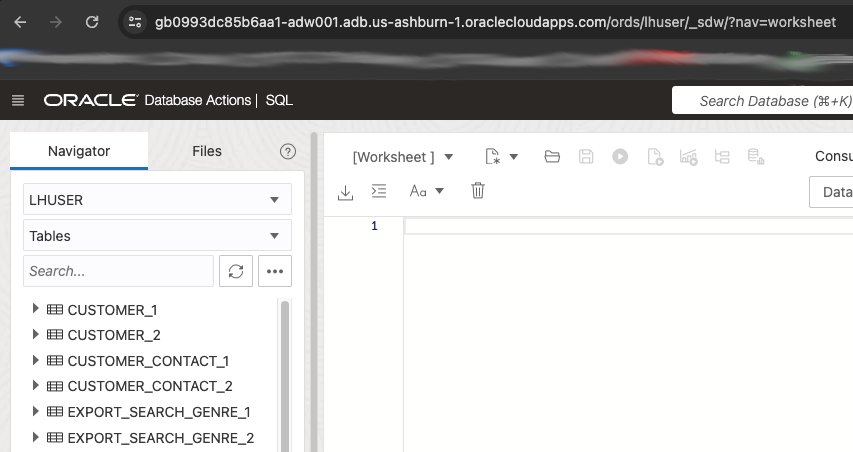 gb0993dc85b6aa1-adw001.adb.us-ashburn-1.oraclecloudapps.com/ords/lhuser/_sdw/?nav=worksheet
ORACLE Database Actions | SQL
Search Database (⌘+K)
Navigator
Files
?
[Worksheet ]
Consu
Aa
Data
LHUSER
1
Tables
Search...
CUSTOMER_1
CUSTOMER_2
CUSTOMER_CONTACT_1
CUSTOMER_CONTACT_2
EXPORT_SEARCH_GENRE_1
EXPORT_SEARCH_GENRE_2